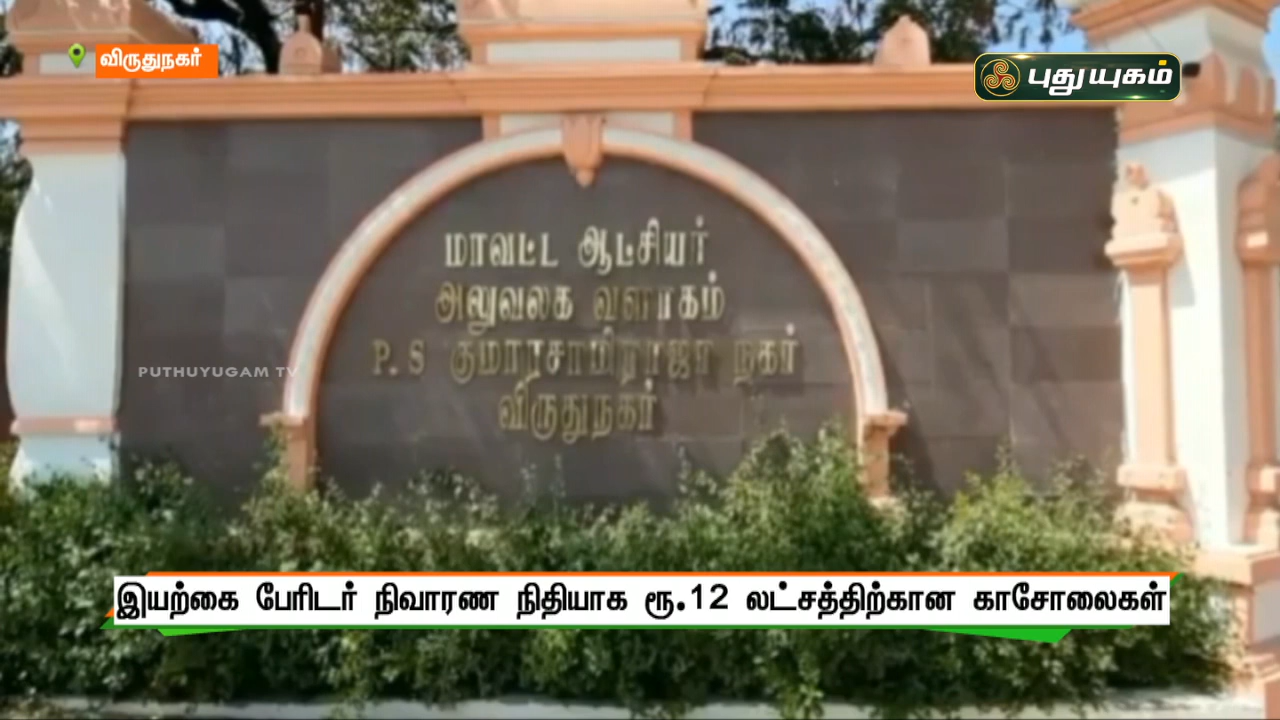 விருதுநகர்
புதுயுகம்
மாவட்ட ஆட்சியர்
அலுவலக வளாகம்
P.S குமாரசாமிராஜா நகர்
விருதுநகர்
PUTHUYUGAM TV
இயற்கை பேரிடர் நிவாரண நிதியாக ரூ.12 லட்சத்திற்கான காசோலைகள்